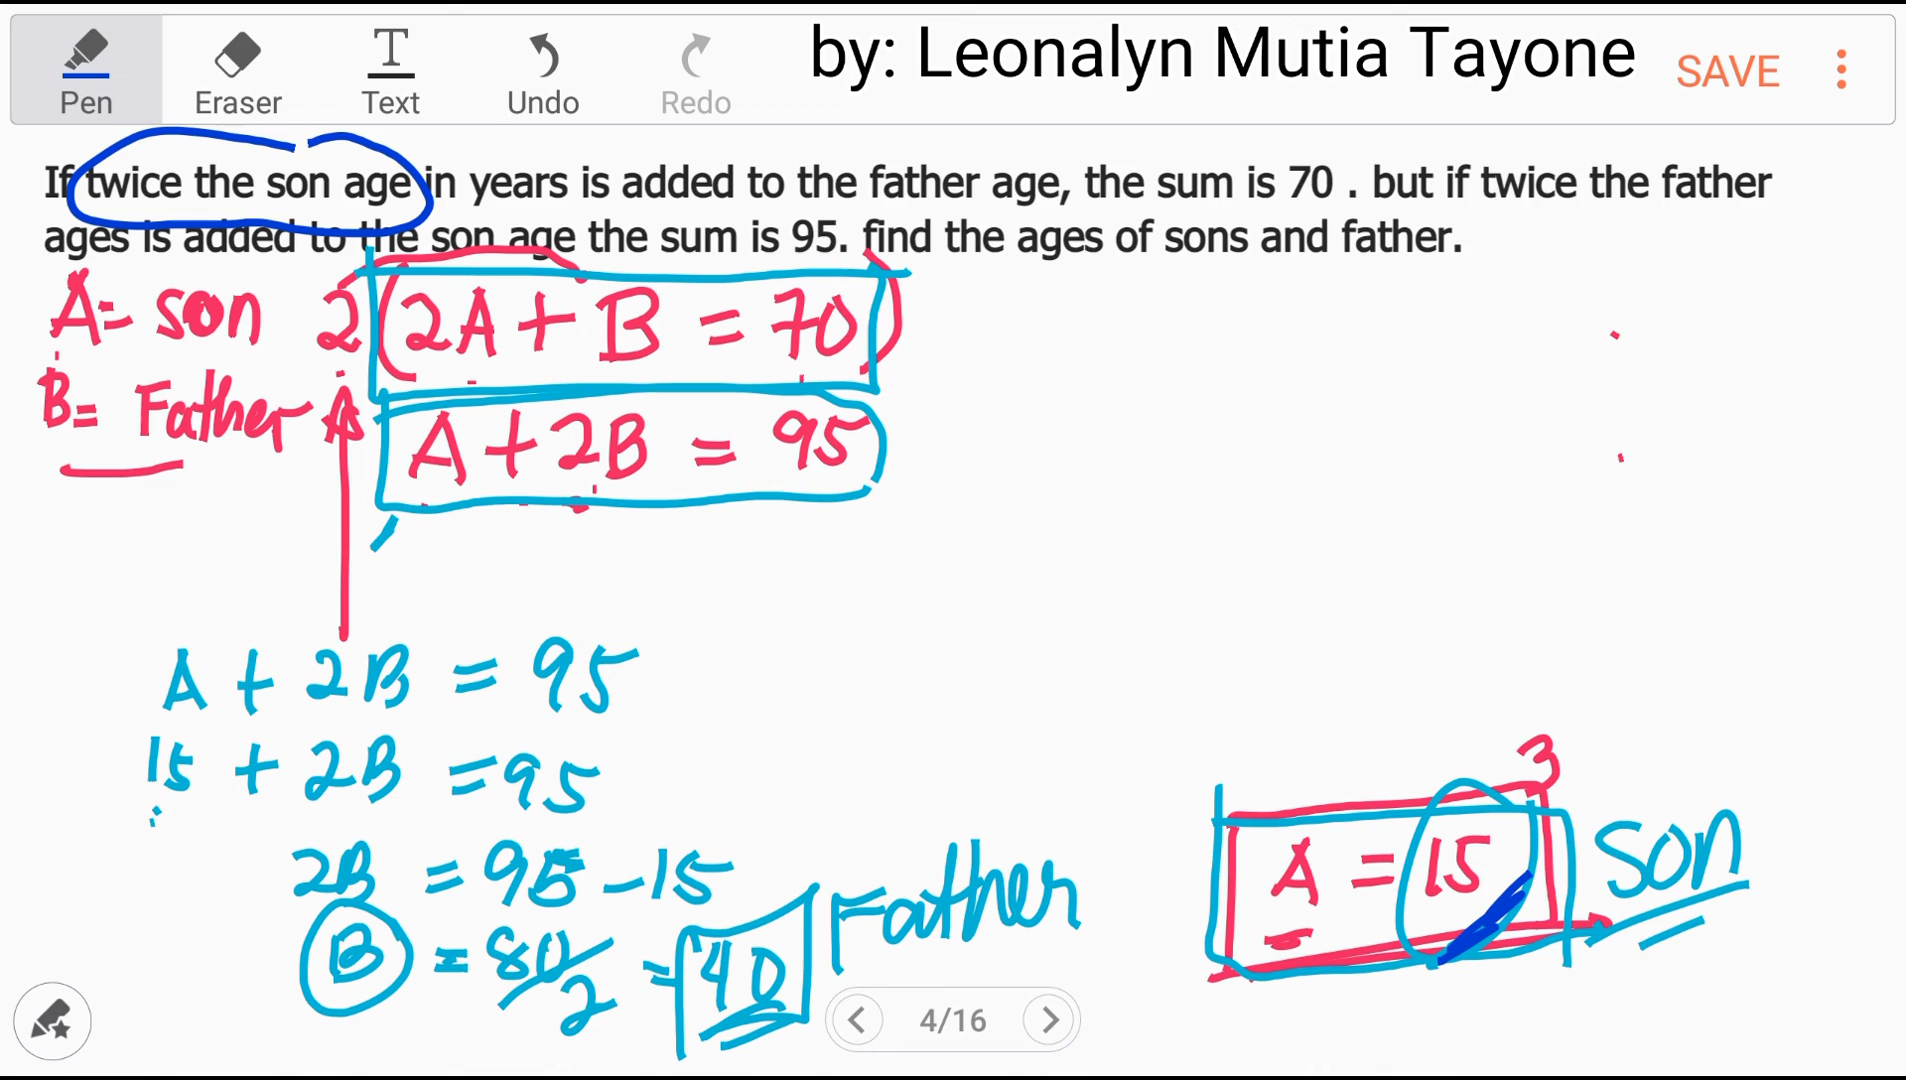 by: Leonalyn Mutia Tayone
SAVE
Pen
Eraser
Text
Undo
Redo
If twice the son age in years is added to the father age, the sum is 70 . but if twice the father
ages is added to the son age the sum is 95. find the ages of sons and father.
A= son
2(2A + B = 70)
B= Father
A + 2B = 95
A + 2B = 95
15 + 2B = 95
2B = 95 - 15
B = 80/2 = 40 Father
3
A = 15 son
4/16